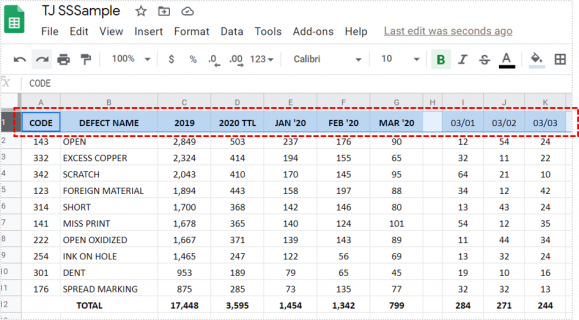 TJ SSSample
File Edit View Insert Format Data Tools Add-ons Help Last edit was seconds ago
100% $ % .0 .00 123 Calibri 10 B I S A
CODE
A B C D E F G H I J K
1 CODE DEFECT NAME 2019 2020 TTL JAN '20 FEB '20 MAR '20 03/01 03/02 03/03
2 143 OPEN 2,849 503 237 176 90 12 54 24
3 332 EXCESS COPPER 2,324 414 194 155 65 32 11 22
4 342 SCRATCH 2,043 410 170 145 95 64 21 10
5 123 FOREIGN MATERIAL 1,894 443 158 197 88 34 12 42
6 314 SHORT 1,700 368 142 146 80 13 43 24
7 141 MISS PRINT 1,678 365 140 124 101 54 12 35
8 222 OPEN OXIDIZED 1,667 371 139 143 89 11 44 34
9 254 INK ON HOLE 1,465 247 122 56 69 13 32 24
10 301 DENT 953 189 79 65 45 19 10 16
11 176 SPREAD MARKING 875 285 73 135 77 32 32 13
12 TOTAL 17,448 3,595 1,454 1,342 799 284 271 244